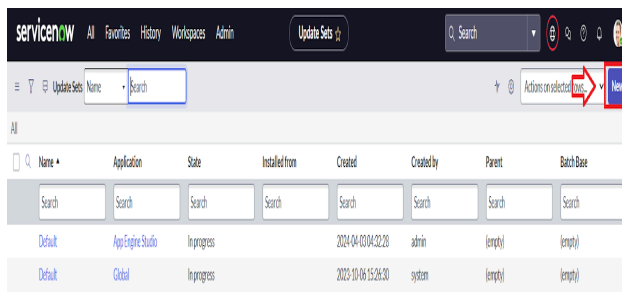 servicenow All Favorites History Workspaces Admin Update Sets Search
Update Sets Name Search Actions on selected rows... New
All
Name Application State Installed from Created Created by Parent Batch Base
Search Search Search Search Search Search Search Search
Default App Engine Studio In progress 2024-04-03 04:32:28 admin (empty) (empty)
Default Global In progress 2023-10-06 15:26:30 system (empty) (empty)